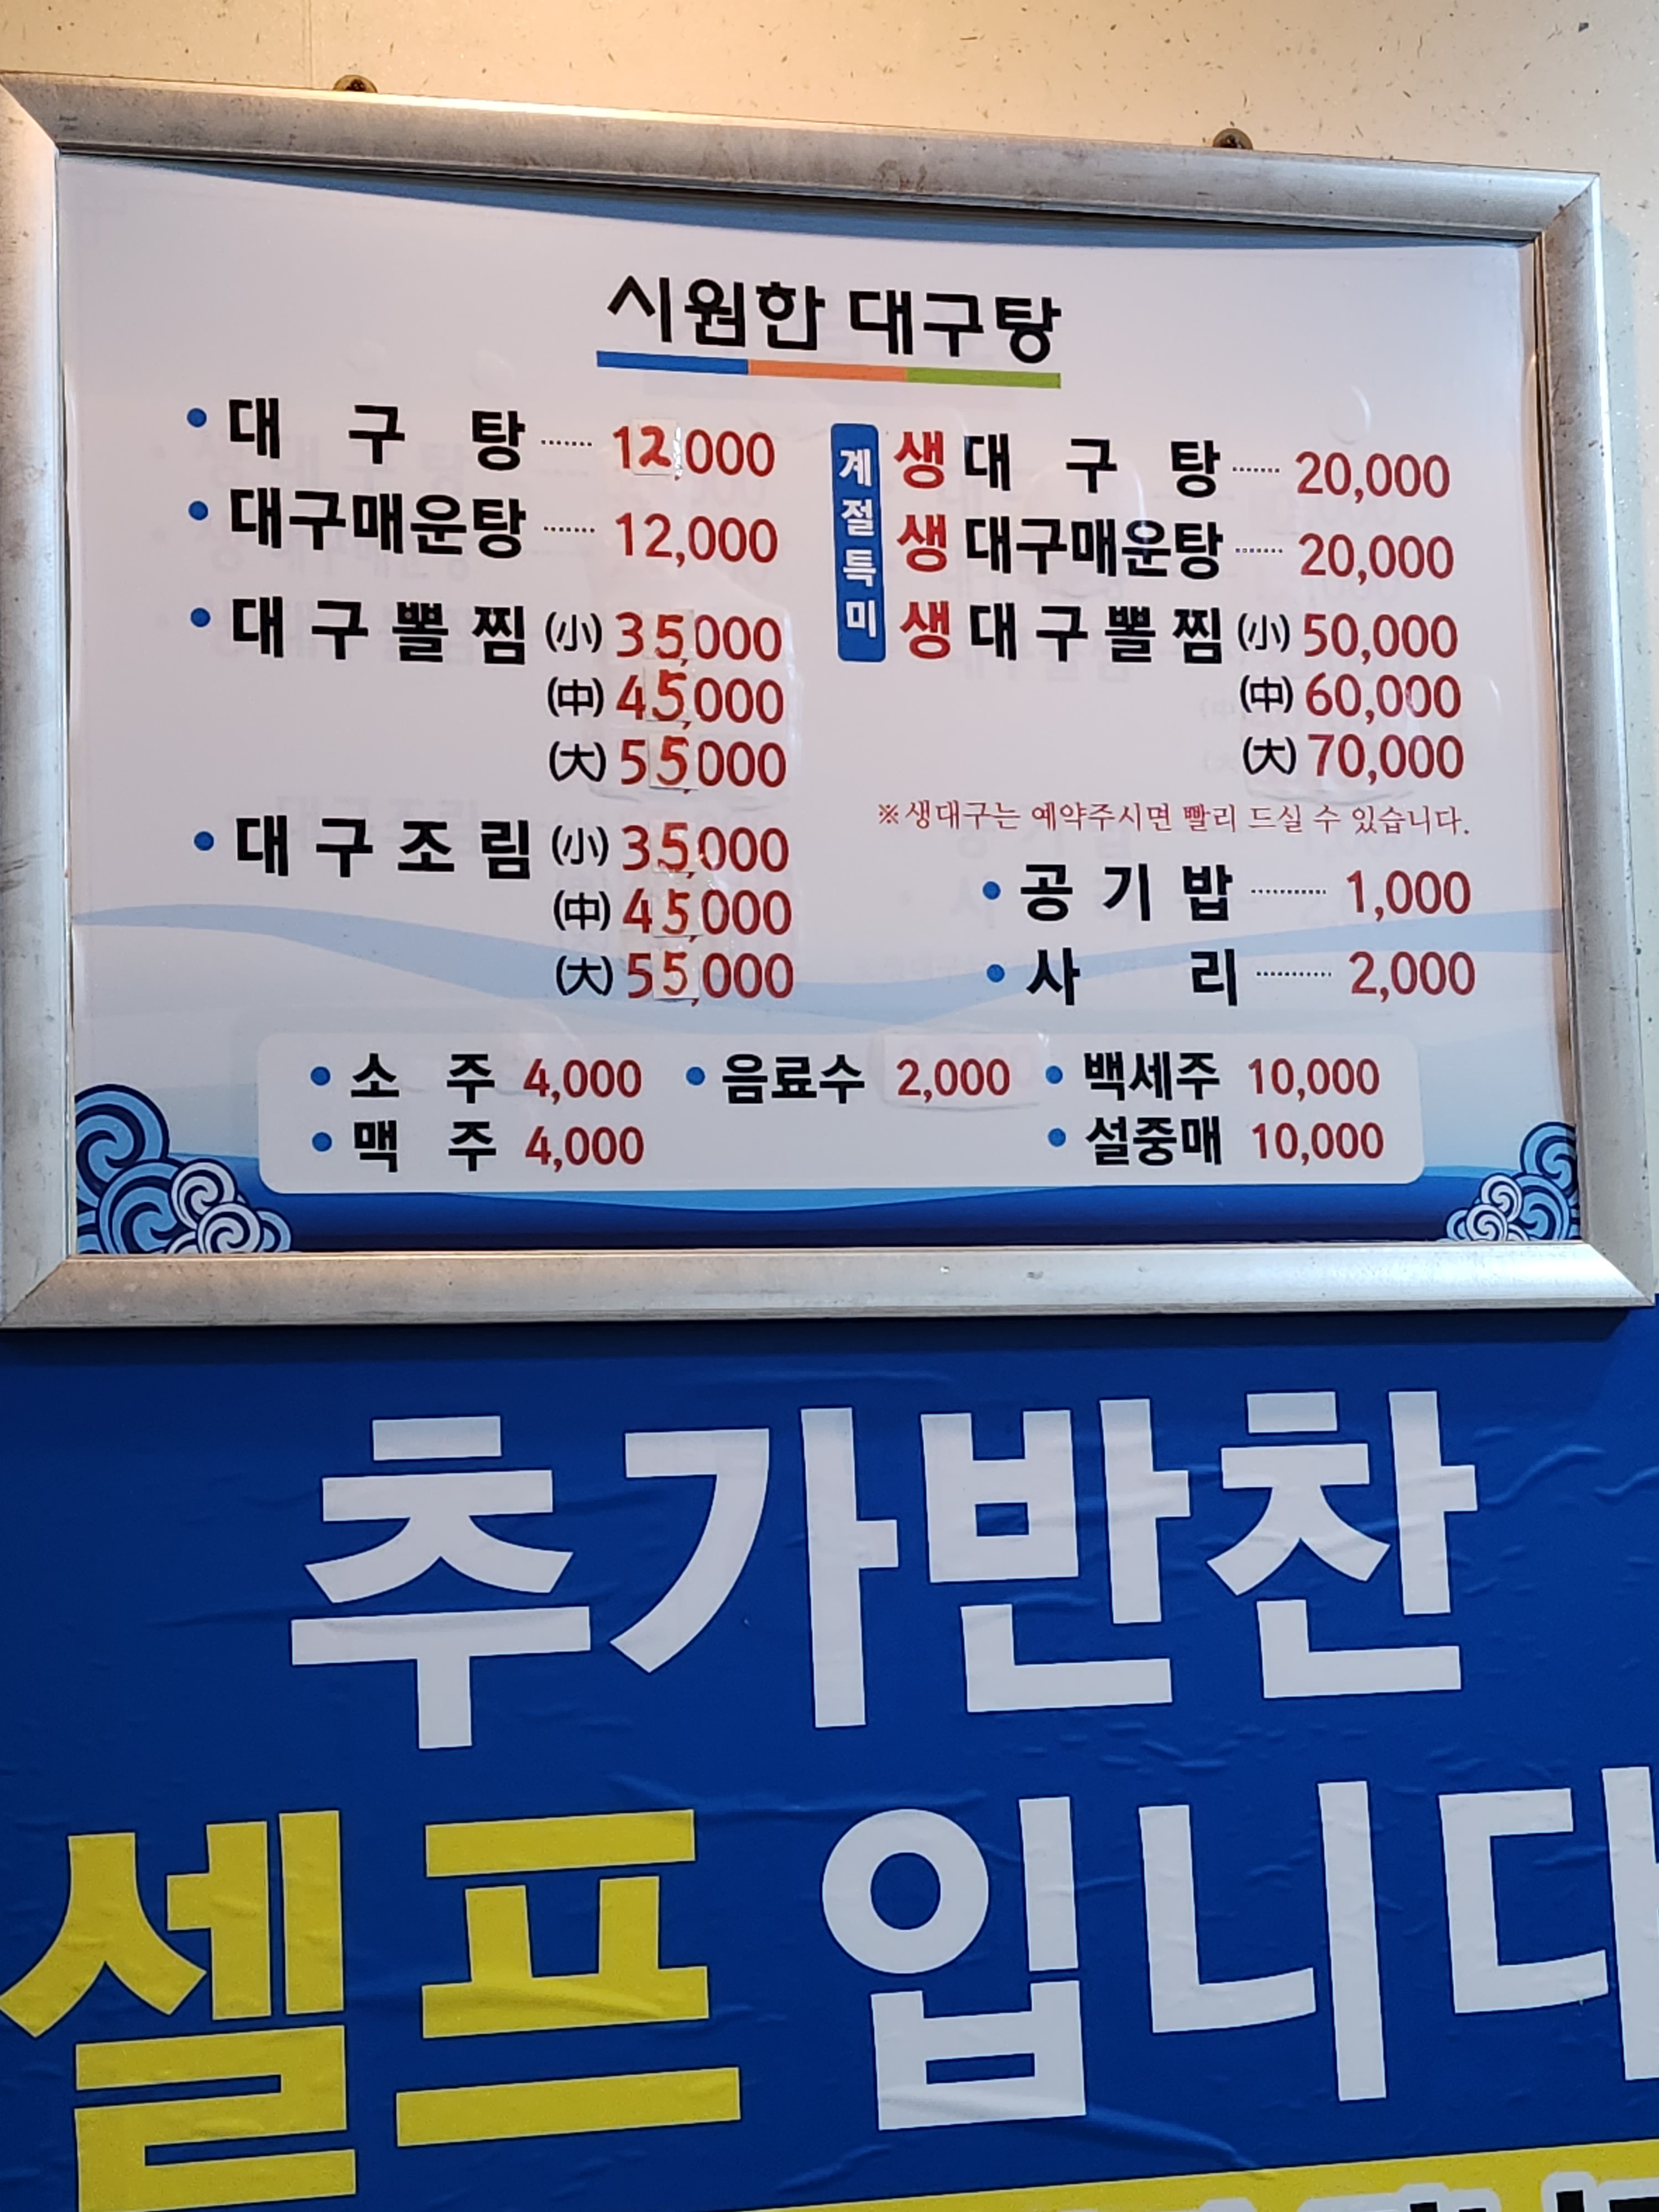 시원한 대구탕
대구탕 ······· 12,000
대구매운탕 ······· 12,000
대구뽈찜 (小) 35,000
(中) 45,000
(大) 55,000
대구조림 (小) 35,000
(中) 45,000
(大) 55,000
계절특미
생대구탕 ······· 20,000
생대구매운탕 ······· 20,000
생대구뽈찜 (小) 50,000
(中) 60,000
(大) 70,000
※생대구는 예약주시면 빨리 드실 수 있습니다.
공기밥 ··········· 1,000
사리 ··········· 2,000
소주 4,000 음료수 2,000 백세주 10,000
맥주 4,000 설중매 10,000
추가반찬
셀프 입니다